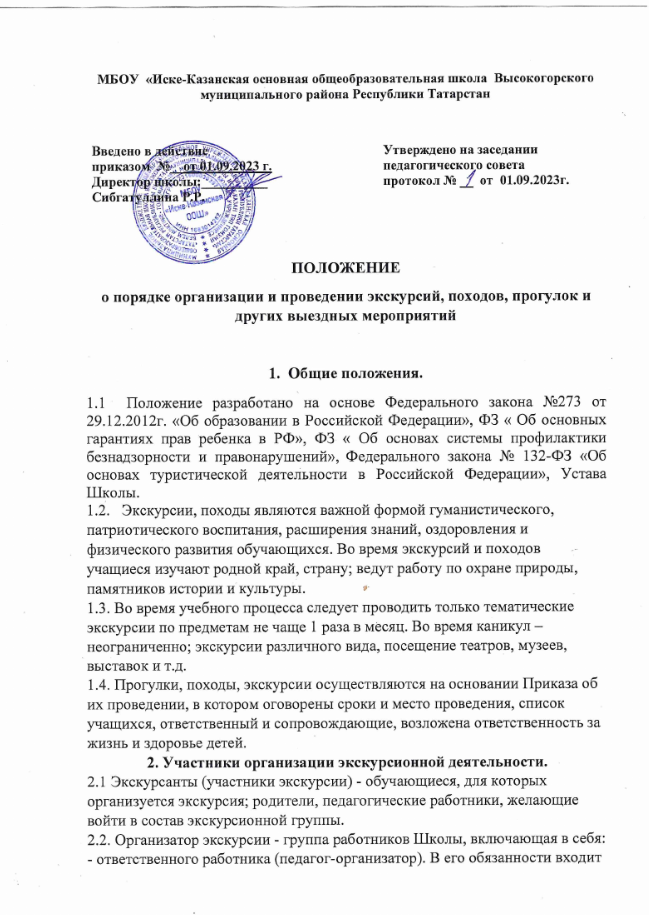 МБОУ «Иске-Казанская основная общеобразовательная школа Высокогорского
муниципального района Республики Татарстан
Введено в действие
приказом № от 01.09.2023 г.
Директор школы:
Сибгатуллина Р.Р
Утверждено на заседании
педагогического совета
протокол № 1 от 01.09.2023г.
МБОУ
«Иске-Казанская
ООШ»
ПОЛОЖЕНИЕ
о порядке организации и проведении экскурсий, походов, прогулок и
других выездных мероприятий
1. Общие положения.
1.1 Положение разработано на основе Федерального закона №273 от
29.12.2012г. «Об образовании в Российской Федерации», ФЗ « Об основных
гарантиях прав ребенка в РФ», ФЗ « Об основах системы профилактики
безнадзорности и правонарушений», Федерального закона № 132-ФЗ «Об
основах туристической деятельности в Российской Федерации», Устава
Школы.
1.2. Экскурсии, походы являются важной формой гуманистического,
патриотического воспитания, расширения знаний, оздоровления и
физического развития обучающихся. Во время экскурсий и походов
учащиеся изучают родной край, страну; ведут работу по охране природы,
памятников истории и культуры.
1.3. Во время учебного процесса следует проводить только тематические
экскурсии по предметам не чаще 1 раза в месяц. Во время каникул –
неограниченно; экскурсии различного вида, посещение театров, музеев,
выставок и т.д.
1.4. Прогулки, походы, экскурсии осуществляются на основании Приказа об
их проведении, в котором оговорены сроки и место проведения, список
учащихся, ответственный и сопровождающие, возложена ответственность за
жизнь и здоровье детей.
2. Участники организации экскурсионной деятельности.
2.1 Экскурсанты (участники экскурсии) - обучающиеся, для которых
организуется экскурсия; родители, педагогические работники, желающие
войти в состав экскурсионной группы.
2.2. Организатор экскурсии - группа работников Школы, включающая в себя:
- ответственного работника (педагог-организатор). В его обязанности входит